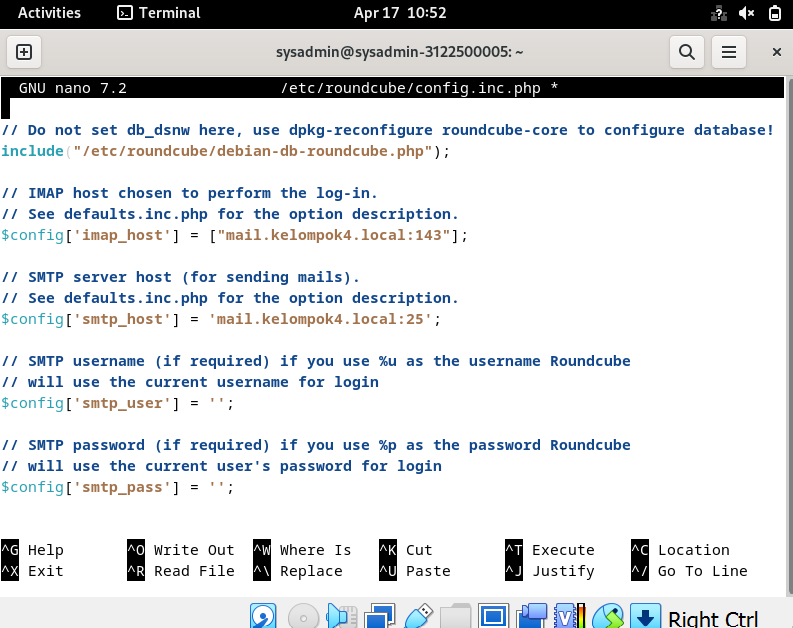 Activities Terminal Apr 17 10:52
sysadmin@sysadmin-3122500005: ~
GNU nano 7.2 /etc/roundcube/config.inc.php *
// Do not set db_dsnw here, use dpkg-reconfigure roundcube-core to configure database!
include("/etc/roundcube/debian-db-roundcube.php");
// IMAP host chosen to perform the log-in.
// See defaults.inc.php for the option description.
$config['imap_host'] = ["mail.kelompok4.local:143"];
// SMTP server host (for sending mails).
// See defaults.inc.php for the option description.
$config['smtp_host'] = 'mail.kelompok4.local:25';
// SMTP username (if required) if you use %u as the username Roundcube
// will use the current username for login
$config['smtp_user'] = '';
// SMTP password (if required) if you use %p as the password Roundcube
// will use the current user's password for login
$config['smtp_pass'] = '';
^G Help ^O Write Out ^W Where Is ^K Cut ^T Execute ^C Location
^X Exit ^R Read File ^\ Replace ^U Paste ^J Justify ^/ Go To Line
Right Ctrl